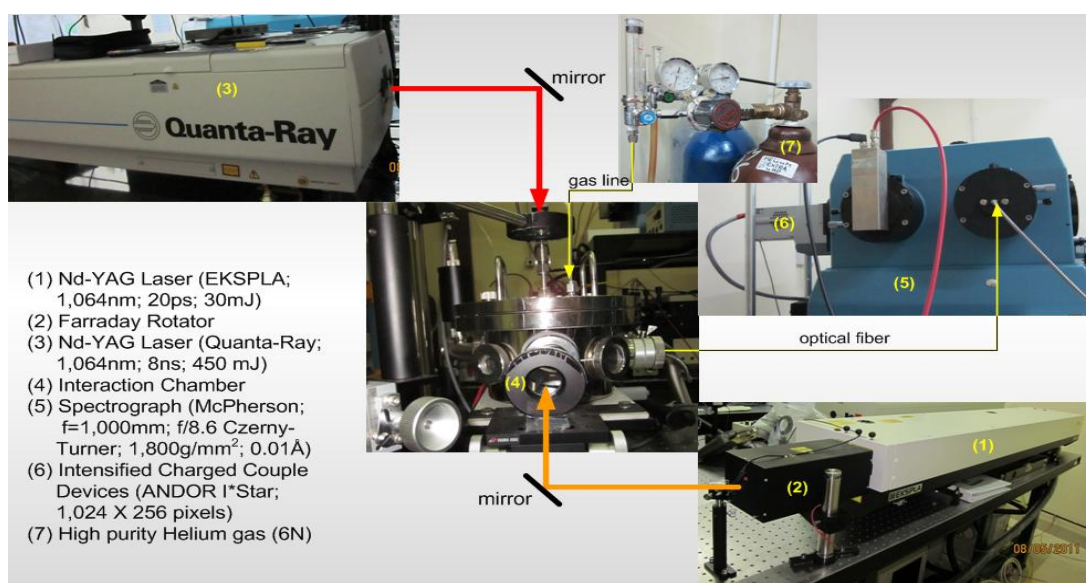 (3)
Quanta-Ray
mirror
(7)
gas line
(6)
(5)
optical fiber
(4)
(1) Nd-YAG Laser (EKSPLA;
1,064nm; 20ps; 30mJ)
(2) Farraday Rotator
(3) Nd-YAG Laser (Quanta-Ray;
1,064nm; 8ns; 450 mJ)
(4) Interaction Chamber
(5) Spectrograph (McPherson;
f=1,000mm; f/8.6 Czerny-
Turner; 1,800g/mm²; 0.01Å)
(6) Intensified Charged Couple
Devices (ANDOR I*Star;
1,024 X 256 pixels)
(7) High purity Helium gas (6N)
mirror
(1)
(2)
EKSPLA
08/05/2011